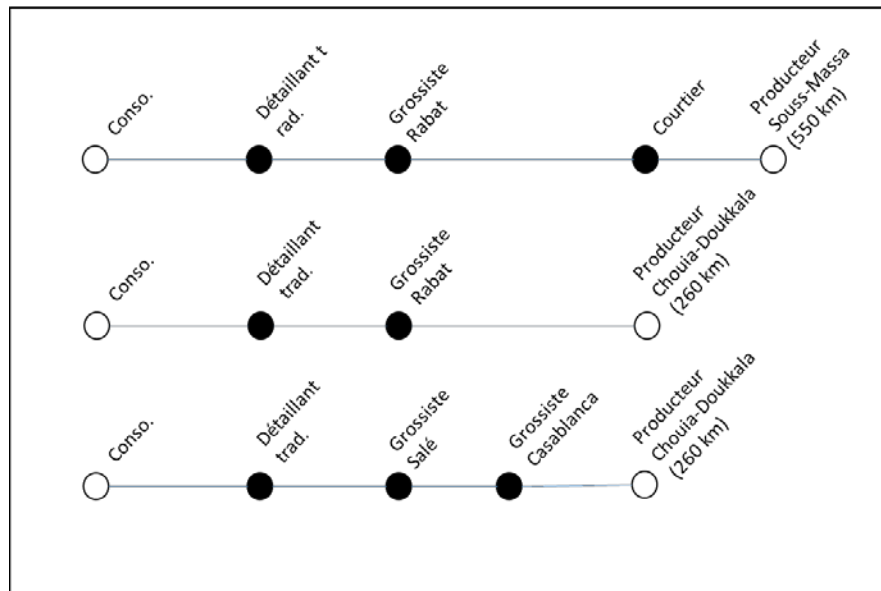 Conso.
Détaillant t
rad.
Grossiste
Rabat
Courtier
Producteur
Souss-Massa
(550 km)
Conso.
Détaillant
trad.
Grossiste
Rabat
Producteur
Chouia-Doukkala
(260 km)
Conso.
Détaillant
trad.
Grossiste
Salé
Grossiste
Casablanca
Producteur
Chouia-Doukkala
(260 km)